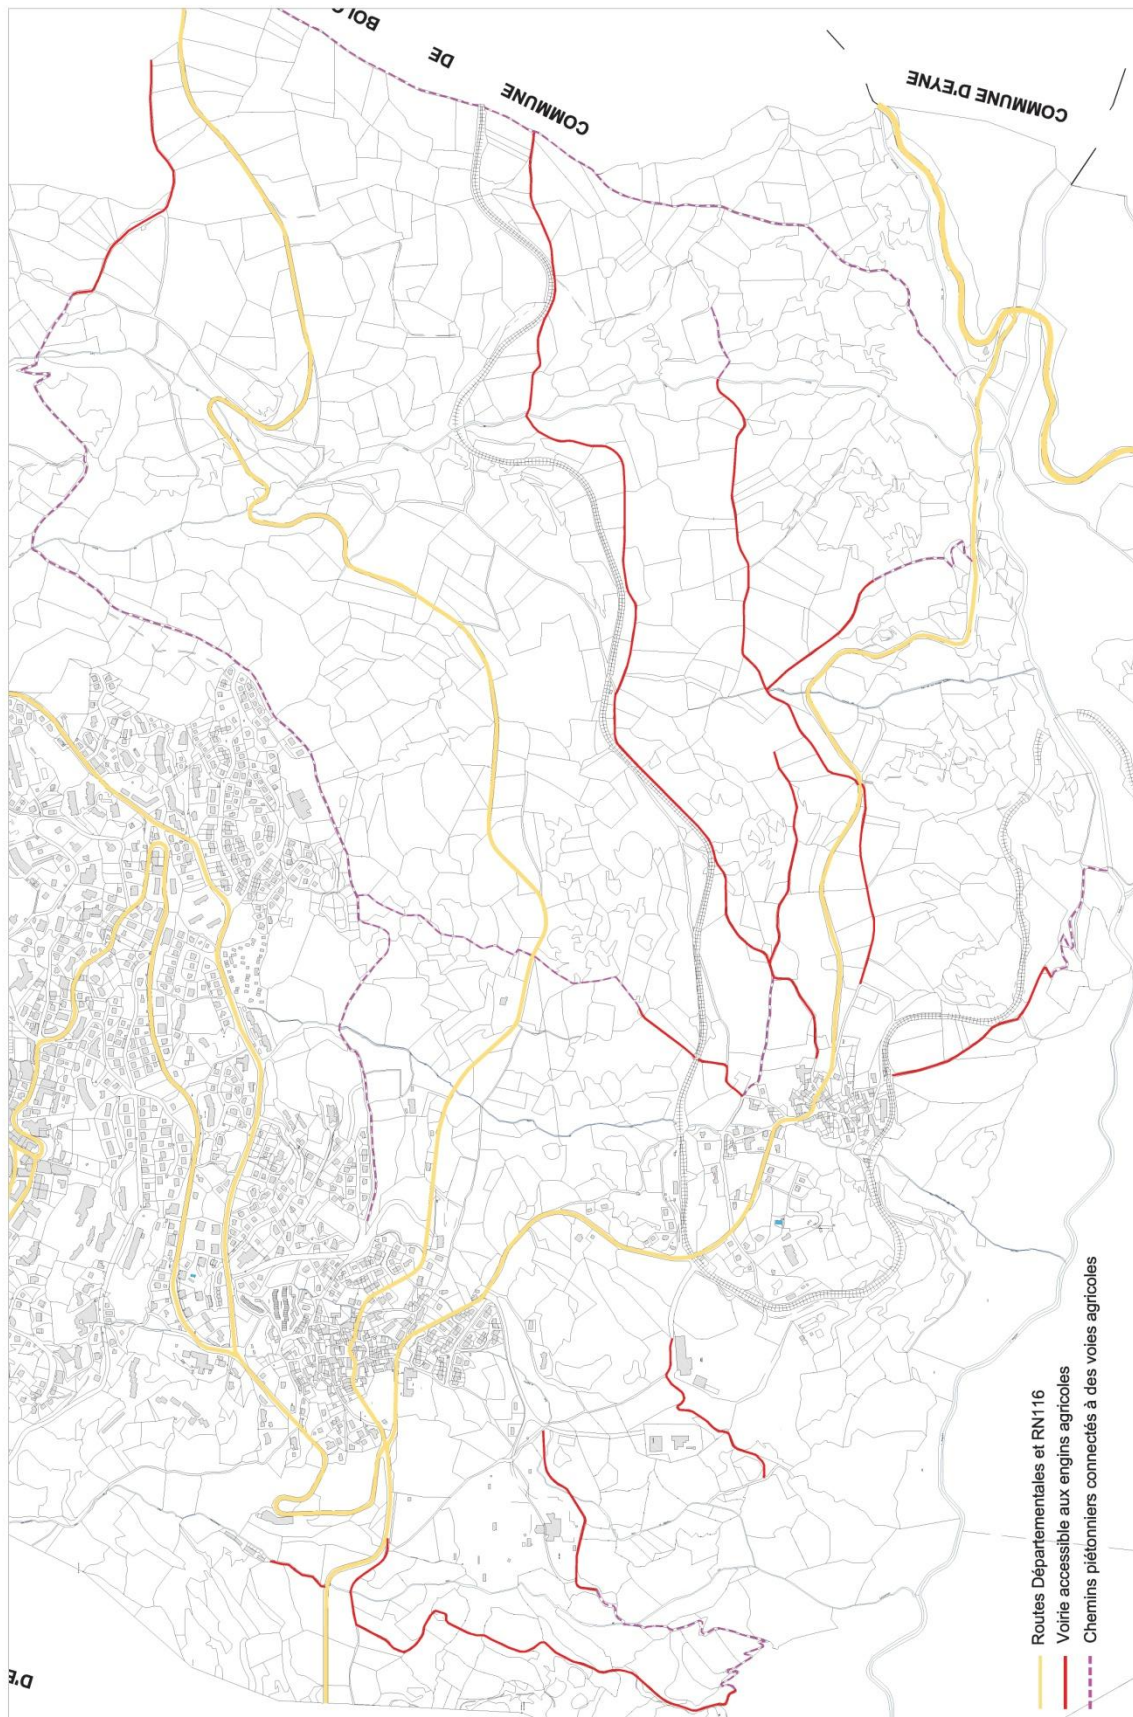 COMMUNE
DE
COMMUNE D'EYNE
Routes Départementales et RN116
Voirie accessible aux engins agricoles
Chemins piétonniers connectés à des voies agricoles